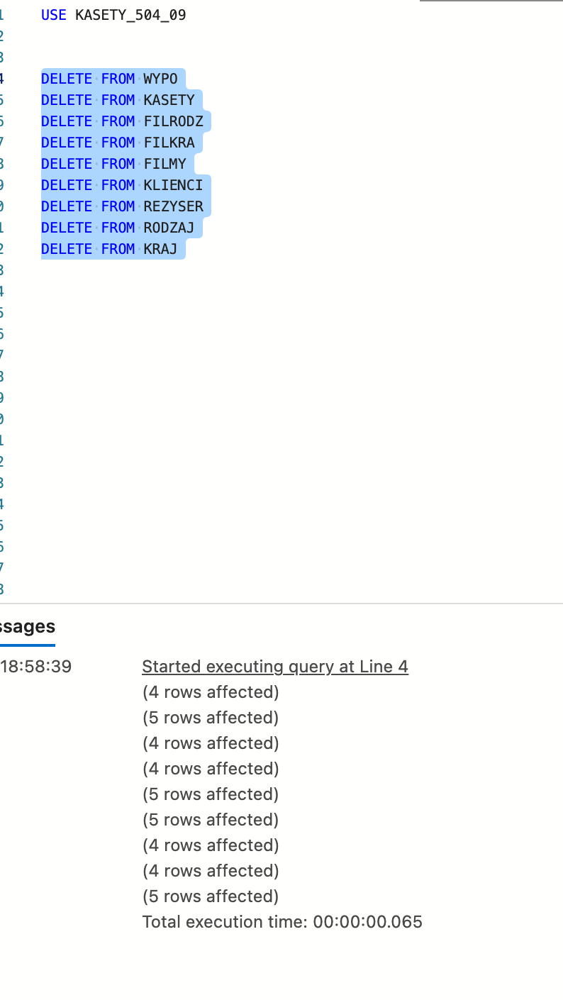 USE KASETY_504_09
DELETE FROM WYPO
DELETE FROM KASETY
DELETE FROM FILRODZ
DELETE FROM FILKRA
DELETE FROM FILMY
DELETE FROM KLIENCI
DELETE FROM REZYSER
DELETE FROM RODZAJ
DELETE FROM KRAJ
ssages
18:58:39 Started executing query at Line 4
(4 rows affected)
(5 rows affected)
(4 rows affected)
(4 rows affected)
(5 rows affected)
(5 rows affected)
(4 rows affected)
(4 rows affected)
(5 rows affected)
Total execution time: 00:00:00.065